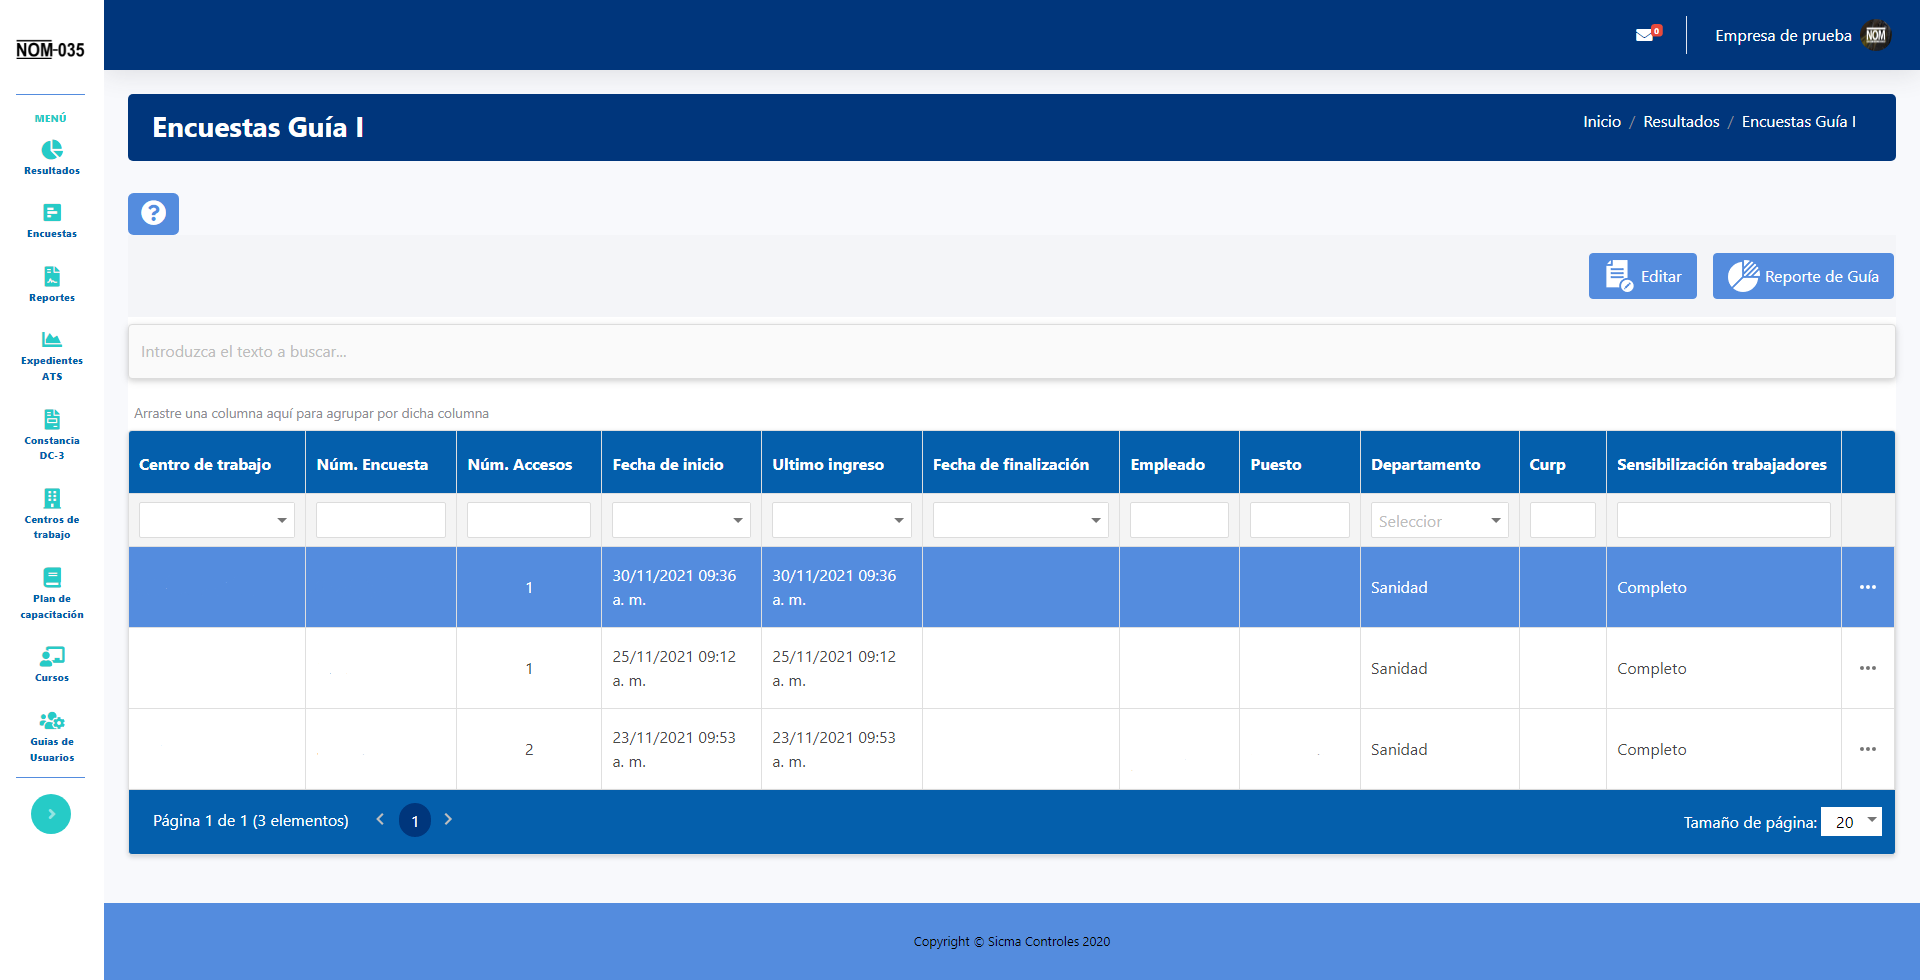 NOM-035
0
Empresa de prueba
NOM
MENÚ
Resultados
Encuestas
Reportes
Expedientes
ATS
Constancia
DC-3
Centros de
trabajo
Plan de
capacitación
Cursos
Guias de
Usuarios
Encuestas Guía I
Inicio / Resultados / Encuestas Guía I
?
Editar
Reporte de Guía
Introduzca el texto a buscar...
Arrastre una columna aquí para agrupar por dicha columna
Centro de trabajo Núm. Encuesta Núm. Accesos Fecha de inicio Ultimo ingreso Fecha de finalización Empleado Puesto Departamento Curp Sensibilización trabajadores
Seleccior
1 30/11/2021 09:36 30/11/2021 09:36 Sanidad Completo ...
a. m. a. m.
1 25/11/2021 09:12 25/11/2021 09:12 Sanidad Completo ...
a. m. a. m.
2 23/11/2021 09:53 23/11/2021 09:53 Sanidad Completo ...
a. m. a. m.
Página 1 de 1 (3 elementos) 1 Tamaño de página: 20
Copyright © Sicma Controles 2020